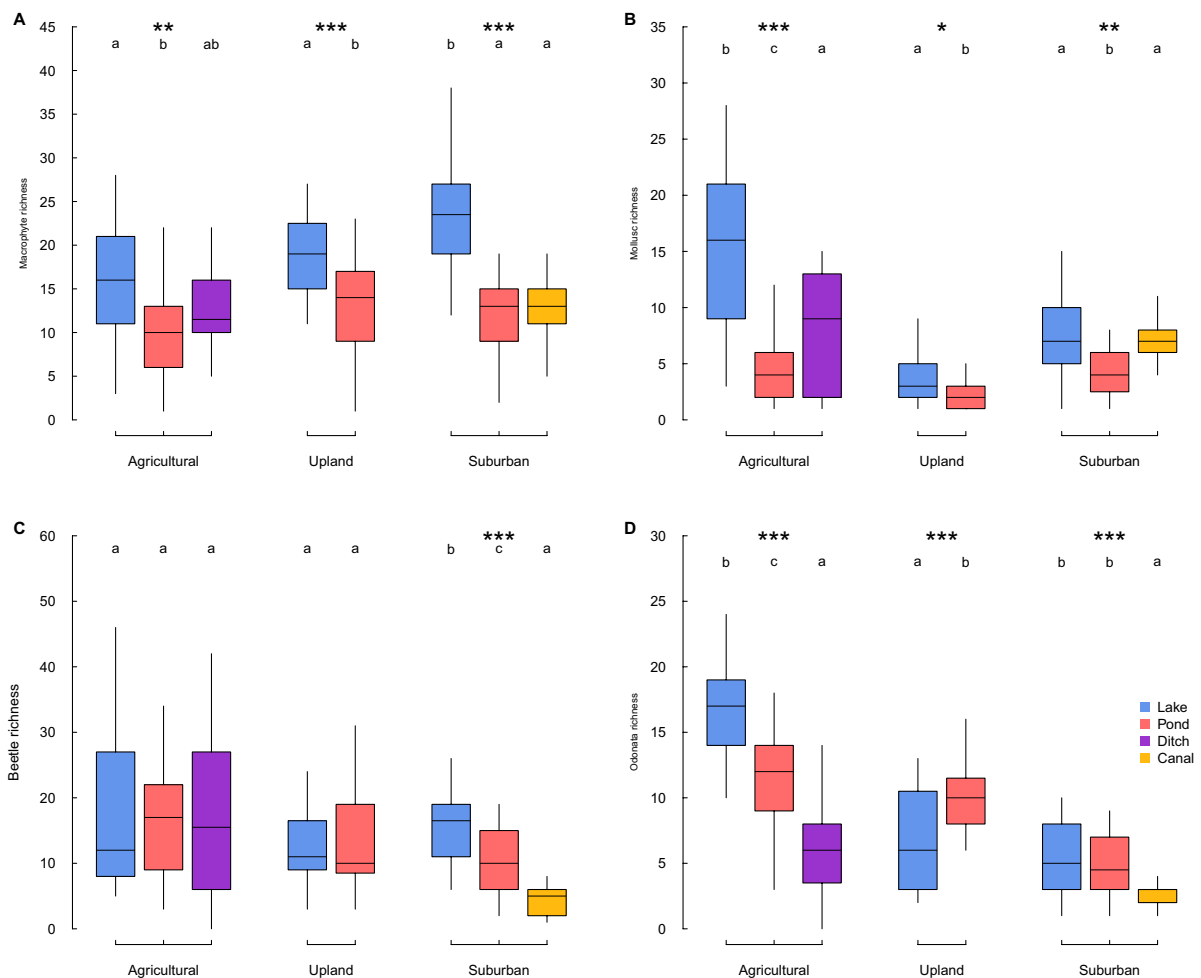 A
Macrophyte richness
45
40
35
30
25
20
15
10
5
0
** *** ***
a b ab a b b a a
Agricultural Upland Suburban
B
Mollusc richness
35
30
25
20
15
10
5
0
*** * **
b c a a b a b a
Agricultural Upland Suburban
C
Beetle richness
60
50
40
30
20
10
0
***
a a a a a b c a
Agricultural Upland Suburban
D
Odonata richness
30
25
20
15
10
5
0
*** *** ***
b c a a b b b a
Lake
Pond
Ditch
Canal
Agricultural Upland Suburban